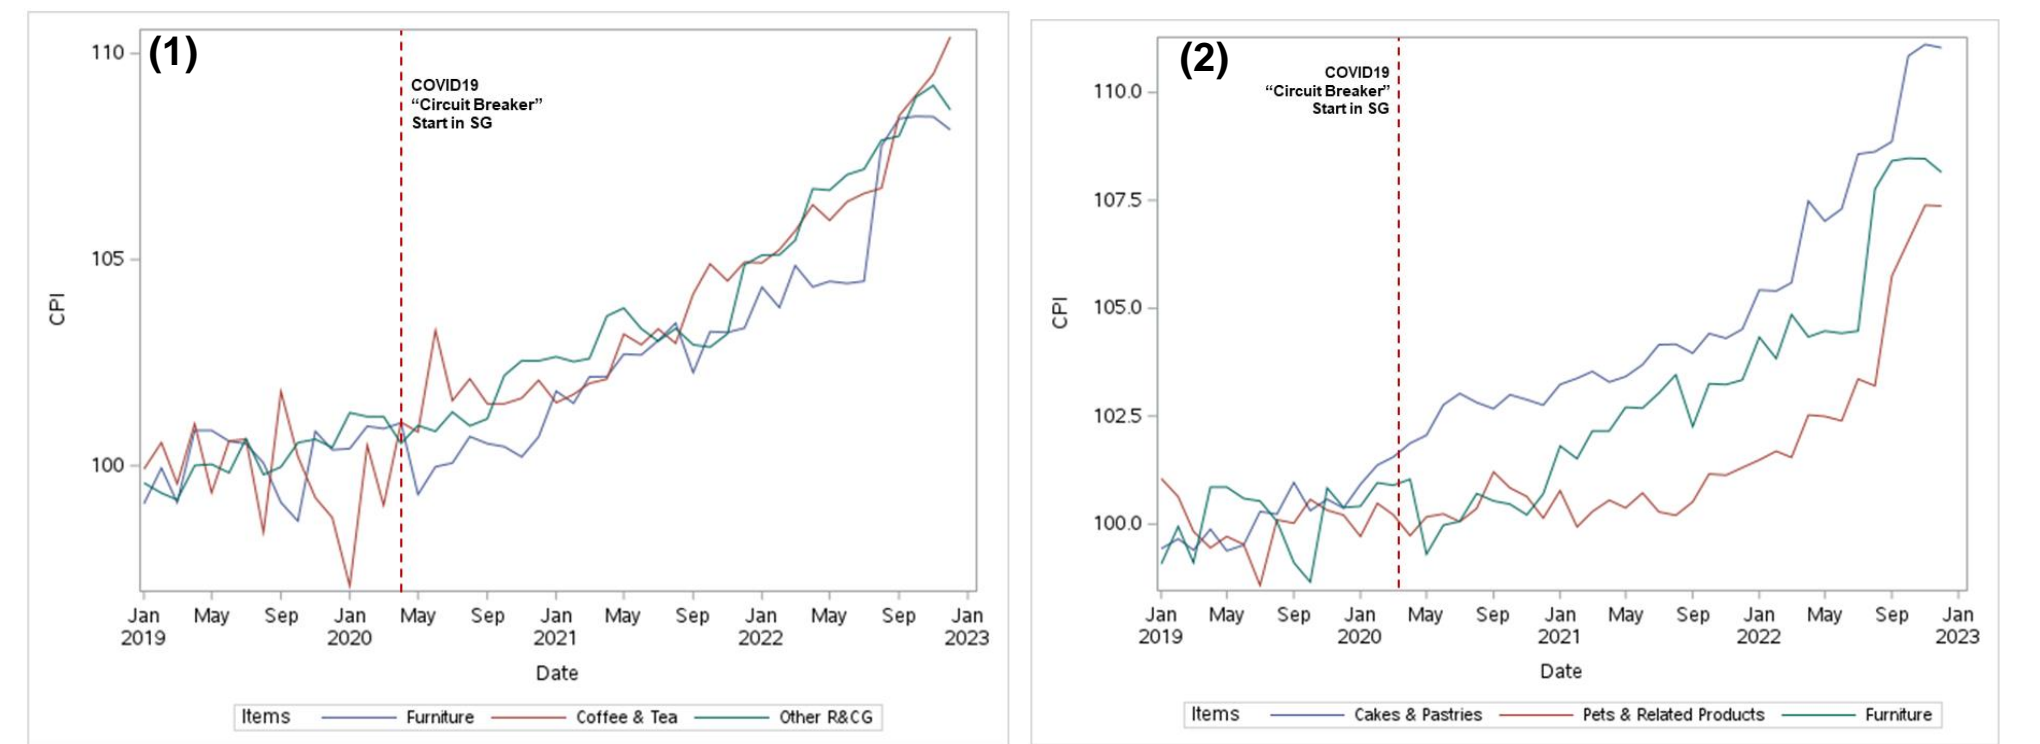 (1)
COVID19
“Circuit Breaker”
Start in SG
110
105
100
CPI
Jan May Sep Jan May Sep Jan May Sep Jan May Sep Jan
2019 2020 2021 2022 2023
Date
Items Furniture Coffee & Tea Other R&CG
(2)
COVID19
“Circuit Breaker”
Start in SG
110.0
107.5
105.0
102.5
100.0
CPI
Jan May Sep Jan May Sep Jan May Sep Jan May Sep Jan
2019 2020 2021 2022 2023
Date
Items Cakes & Pastries Pets & Related Products Furniture